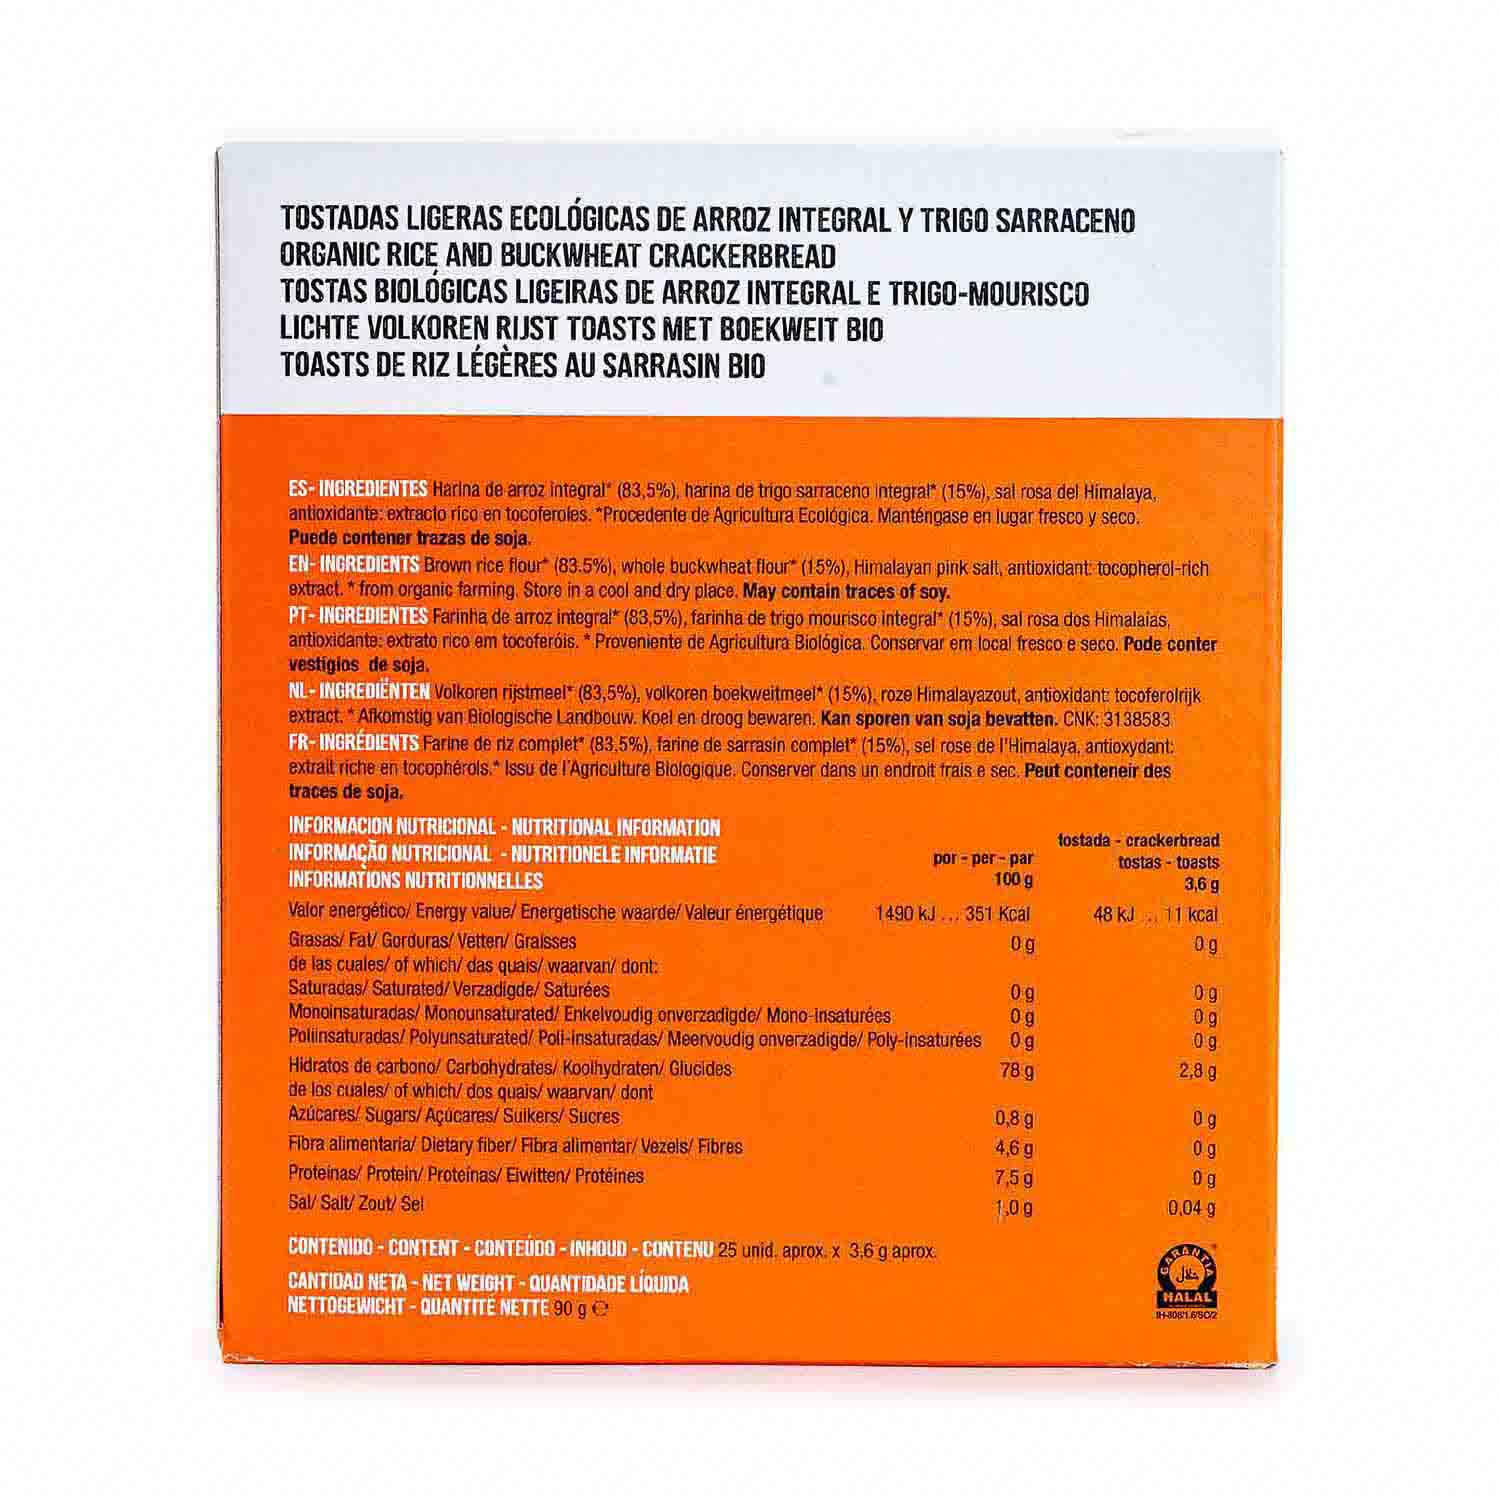 TOSTADAS LIGERAS ECOLÓGICAS DE ARROZ INTEGRAL Y TRIGO SARRACENO
ORGANIC RICE AND BUCKWHEAT CRACKERBREAD
TOSTAS BIOLÓGICAS LIGEIRAS DE ARROZ INTEGRAL E TRIGO-MOURISCO
LICHTE VOLKOREN RIJST TOASTS MET BOEKWEIT BIO
TOASTS DE RIZ LÉGÈRES AU SARRASIN BIO
ES- INGREDIENTES Harina de arroz integral* (83,5%), harina de trigo sarraceno integral* (15%), sal rosa del Himalaya,
antioxidante: extracto rico en tocoferoles. *Procedente de Agricultura Ecológica. Manténgase en lugar fresco y seco.
Puede contener trazas de soja.
EN- INGREDIENTS Brown rice flour* (83.5%), whole buckwheat flour* (15%), Himalayan pink salt, antioxidant: tocopherol-rich
extract. * from organic farming. Store in a cool and dry place. May contain traces of soy.
PT- INGREDIENTES Farinha de arroz integral* (83,5%), farinha de trigo mourisco integral* (15%), sal rosa dos Himalaias,
antioxidante: extrato rico em tocoferóis. * Proveniente de Agricultura Biológica. Conservar em local fresco e seco. Pode conter
vestígios de soja.
NL- INGREDIËNTEN Volkoren rijstmeel* (83,5%), volkoren boekweitmeel* (15%), roze Himalayazout, antioxidant: tocoferolrijk
extract. * Afkomstig van Biologische Landbouw. Koel en droog bewaren. Kan sporen van soja bevatten. CNK: 3138583
FR- INGRÉDIENTS Farine de riz complet* (83,5%), farine de sarrasin complet* (15%), sel rose de l'Himalaya, antioxydant:
extrait riche en tocophérols.* Issu de l'Agriculture Biologique. Conserver dans un endroit frais e sec. Peut conteneir des
traces de soja.
INFORMACION NUTRICIONAL - NUTRITIONAL INFORMATION
INFORMAÇÃO NUTRICIONAL - NUTRITIONELE INFORMATIE
INFORMATIONS NUTRITIONNELLES
por - per - par
100 g
tostada - crackerbread
tostas - toasts
3,6 g
Valor energético/ Energy value/ Energetische waarde/ Valeur énergétique 1490 kJ ... 351 Kcal 48 kJ ... 11 kcal
Grasas/ Fat/ Gorduras/ Vetten/ Graisses 0 g 0 g
de las cuales/ of which/ das quais/ waarvan/ dont:
Saturadas/ Saturated/ Verzadigde/ Saturées 0 g 0 g
Monoinsaturadas/ Monounsaturated/ Enkelvoudig onverzadigde/ Mono-insaturées 0 g 0 g
Poliinsaturadas/ Polyunsaturated/ Poli-insaturadas/ Meervoudig onverzadigde/ Poly-insaturées 0 g 0 g
Hidratos de carbono/ Carbohydrates/ Koolhydraten/ Glucides 78 g 2,8 g
de los cuales/ of which/ dos quais/ waarvan/ dont
Azúcares/ Sugars/ Açúcares/ Suikers/ Sucres 0,8 g 0 g
Fibra alimentaria/ Dietary fiber/ Fibra alimentar/ Vezels/ Fibres 4,6 g 0 g
Proteínas/ Protein/ Proteínas/ Eiwitten/ Protéines 7,5 g 0 g
Sal/ Salt/ Zout/ Sel 1,0 g 0,04 g
CONTENIDO - CONTENT - CONTEÚDO - INHOUD - CONTENU 25 unid. aprox. x 3,6 g aprox.
CANTIDAD NETA - NET WEIGHT - QUANTIDADE LÍQUIDA
NETTOGEWICHT - QUANTITÉ NETTE 90 g ℮
GARANTIA
حلال
HALAL